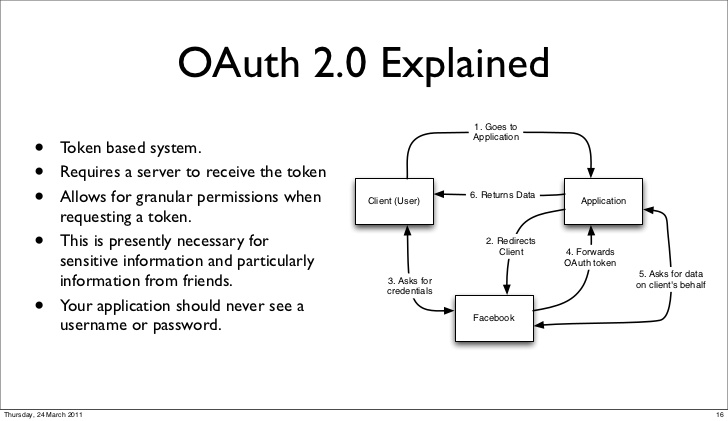 OAuth 2.0 Explained
• Token based system.
• Requires a server to receive the token
• Allows for granular permissions when
requesting a token.
• This is presently necessary for
sensitive information and particularly
information from friends.
• Your application should never see a
username or password.
1. Goes to
Application
Client (User)
6. Returns Data
Application
2. Redirects
Client
4. Forwards
OAuth token
3. Asks for
credentials
5. Asks for data
on client's behalf
Facebook
Thursday, 24 March 2011
16